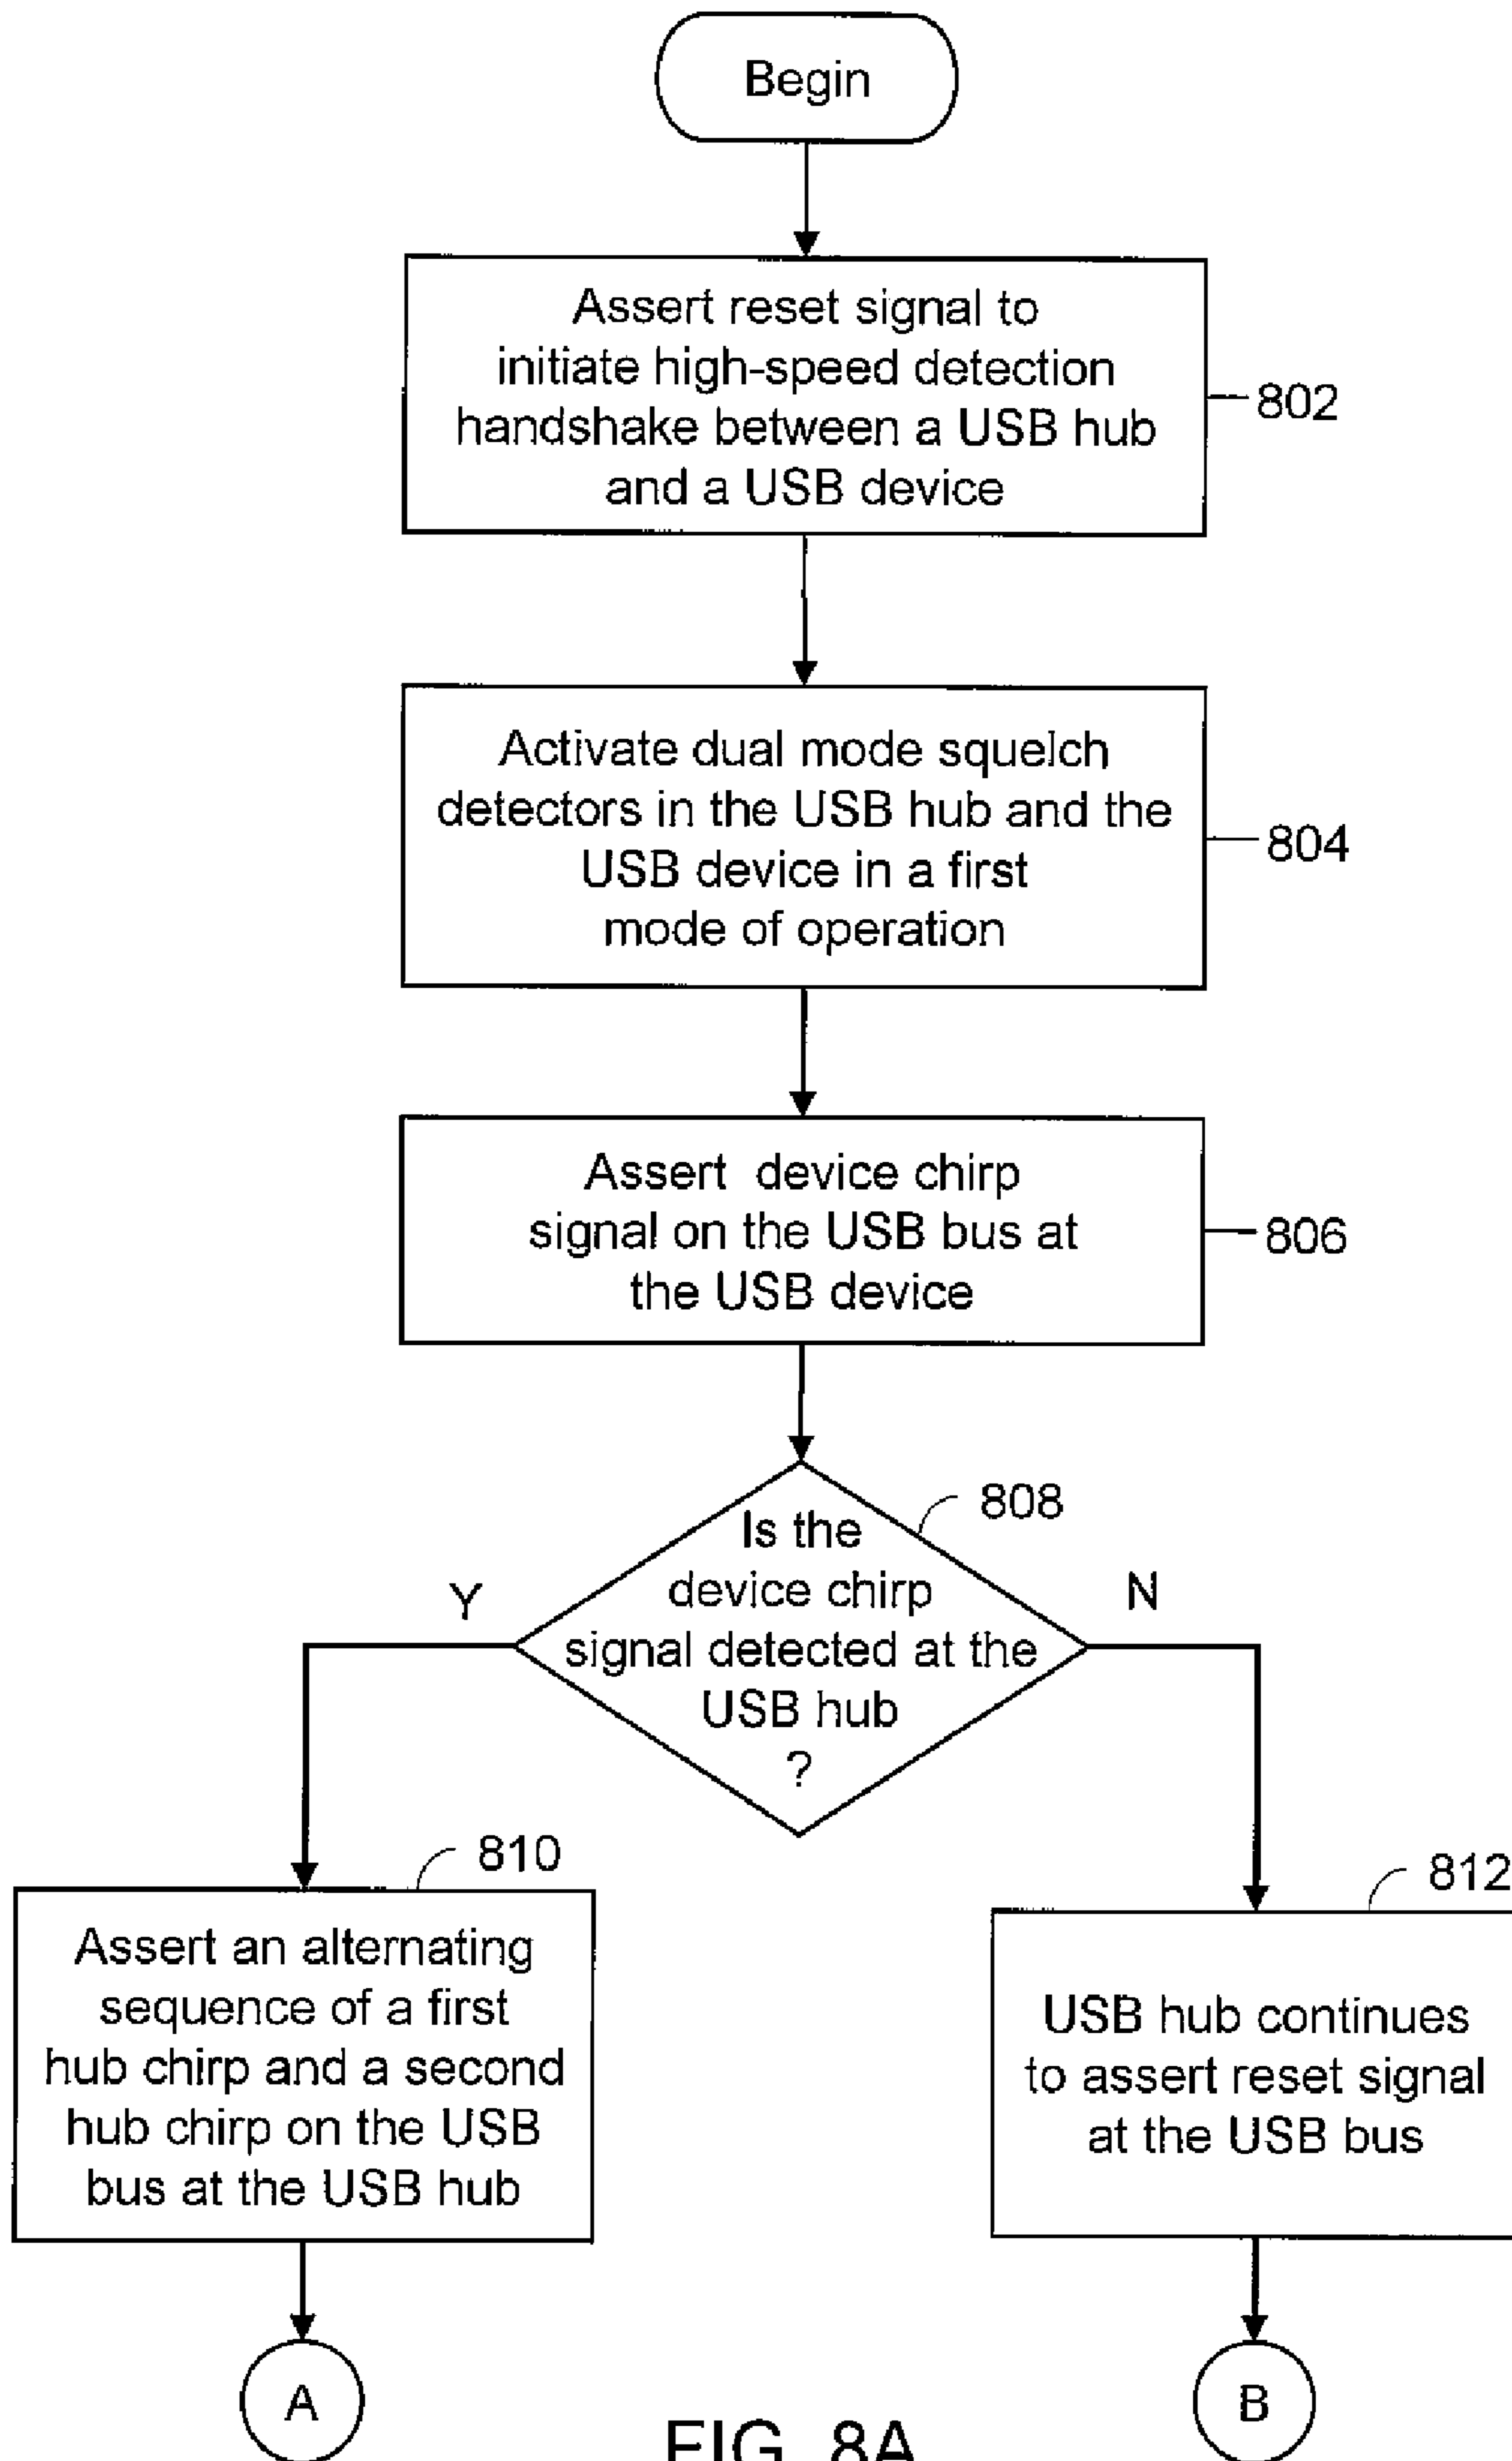 Begin
Assert reset signal to
initiate high-speed detection
handshake between a USB hub
and a USB device
802
Activate dual mode squelch
detectors in the USB hub and the
USB device in a first
mode of operation
804
Assert device chirp
signal on the USB bus at
the USB device
806
Is the
device chirp
signal detected at the
USB hub
?
808
Y
N
810
Assert an alternating
sequence of a first
hub chirp and a second
hub chirp on the USB
bus at the USB hub
812
USB hub continues
to assert reset signal
at the USB bus
A
B
FIG. 8A